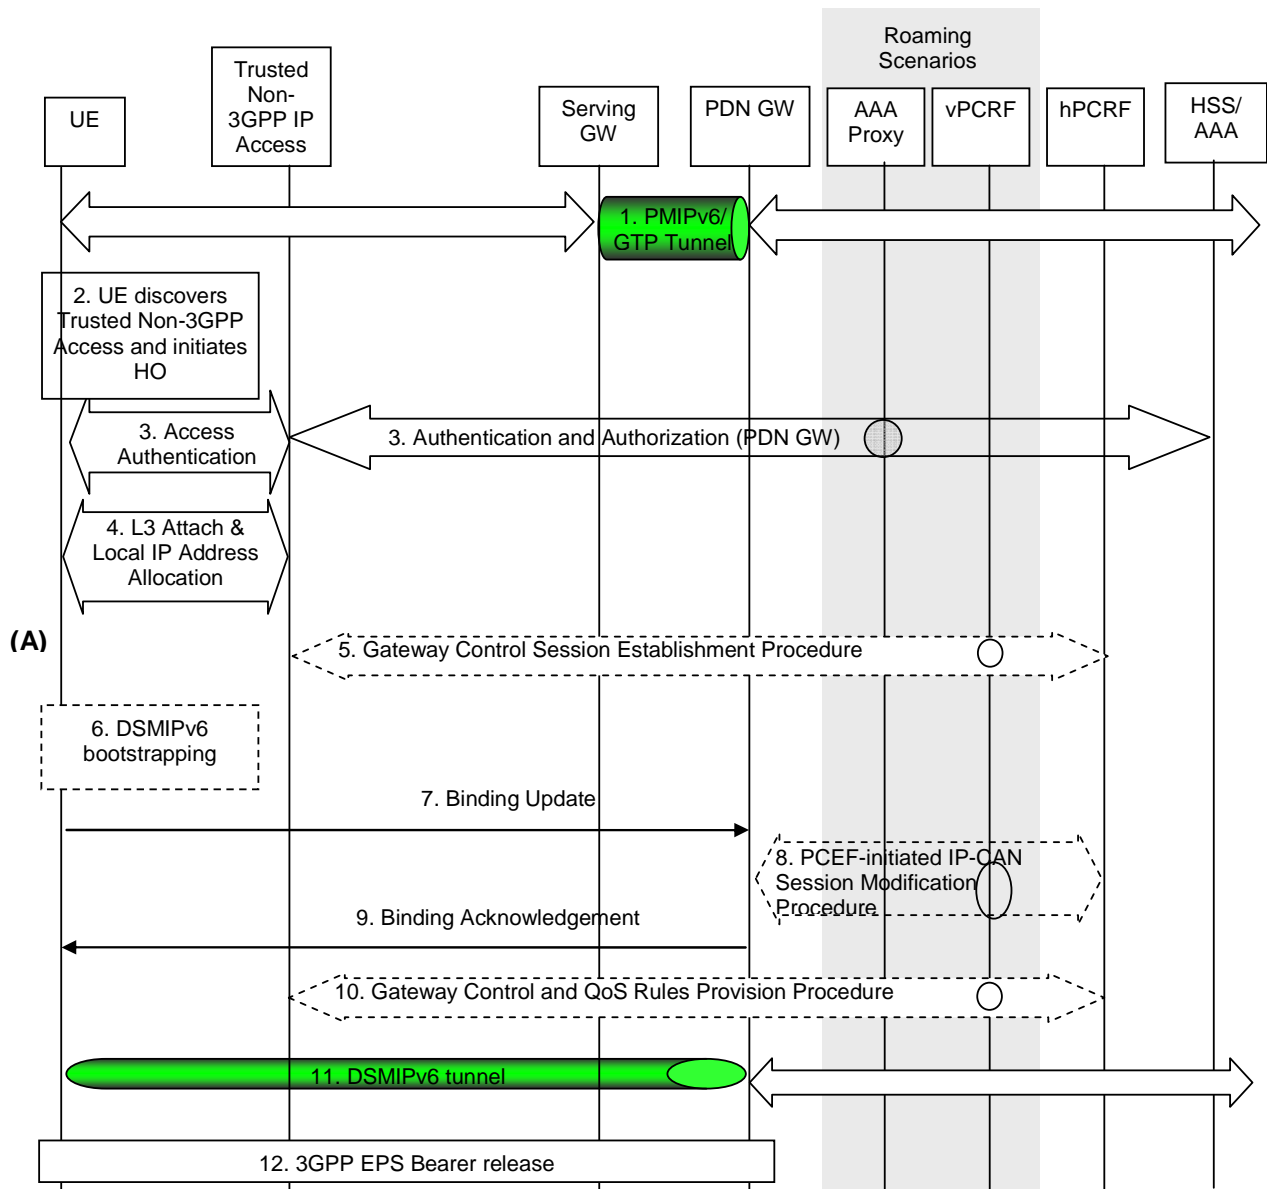 Roaming
Scenarios
UE
Trusted
Non-
3GPP IP
Access
Serving
GW
PDN GW
AAA
Proxy
vPCRF
hPCRF
HSS/
AAA
1. PMIPv6/
GTP Tunnel
2. UE discovers
Trusted Non-3GPP
Access and initiates
HO
3. Access
Authentication
3. Authentication and Authorization (PDN GW)
4. L3 Attach &
Local IP Address
Allocation
(A)
5. Gateway Control Session Establishment Procedure
6. DSMIPv6
bootstrapping
7. Binding Update
8. PCEF-initiated IP-CAN
Session Modification
Procedure
9. Binding Acknowledgement
10. Gateway Control and QoS Rules Provision Procedure
11. DSMIPv6 tunnel
12. 3GPP EPS Bearer release